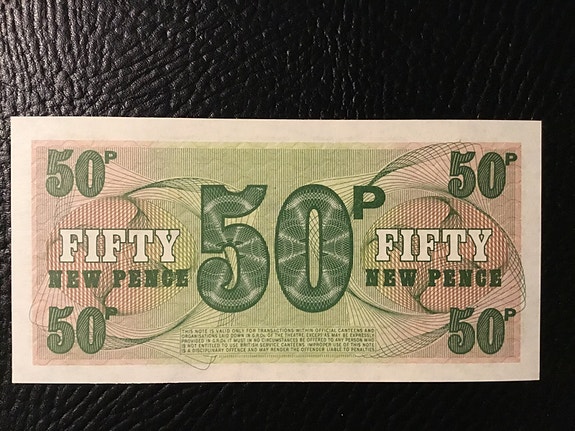 50P
50P
50P
FIFTY
FIFTY
NEW PENCE
NEW PENCE
50P
50P
THIS NOTE IS VALID ONLY FOR TRANSACTIONS WITHIN OFFICIAL CANTEENS AND
ORGANISATIONS LAID DOWN IN G.R.Os OF THE THEATRE, EXCEPT AS MAY BE EXPRESSLY
PROVIDED IN G.R.Os IT MUST IN NO CIRCUMSTANCES BE OFFERED TO ANY PERSON WHO
IS NOT ENTITLED TO USE BRITISH SERVICE CANTEENS. IMPROPER USE OF THIS NOTE
IS A DISCIPLINARY OFFENCE AND MAY RENDER THE OFFENDER LIABLE TO PENALTIES